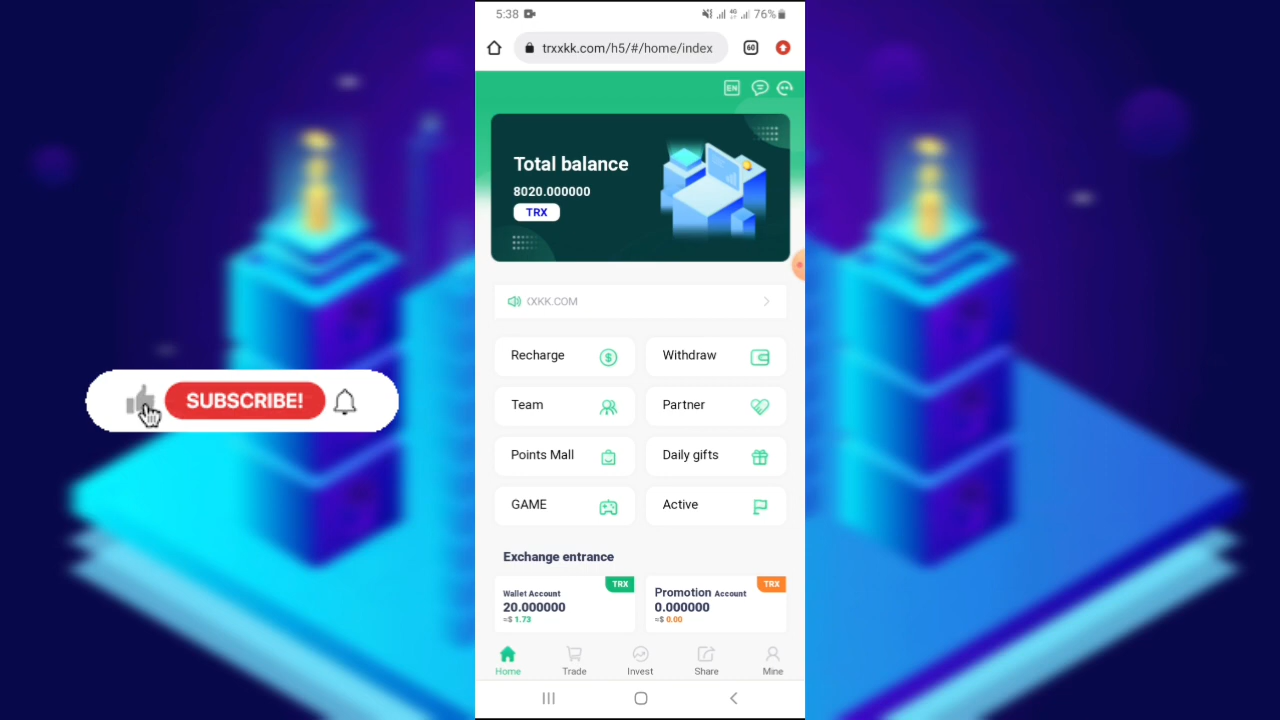 5:38
4G
76%
trxxkk.com/h5/#/home/index
60
EN
Total balance
8020.000000
TRX
XKK.COM
Recharge
Withdraw
Team
Partner
Points Mall
Daily gifts
GAME
Active
SUBSCRIBE!
Exchange entrance
TRX
Wallet Account
20.000000
≈$ 1.73
TRX
Promotion Account
0.000000
≈$ 0.00
Home
Trade
Invest
Share
Mine